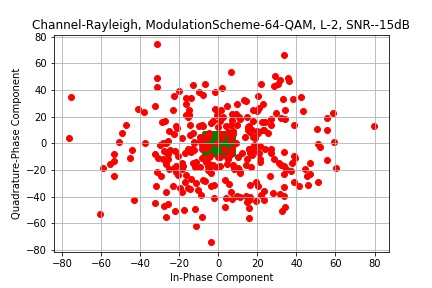 Channel-Rayleigh, ModulationScheme-64-QAM, L-2, SNR--15dB
Quadrature-Phase Component
80
60
40
20
0
−20
−40
−60
−80
−80 −60 −40 −20 0 20 40 60 80
In-Phase Component